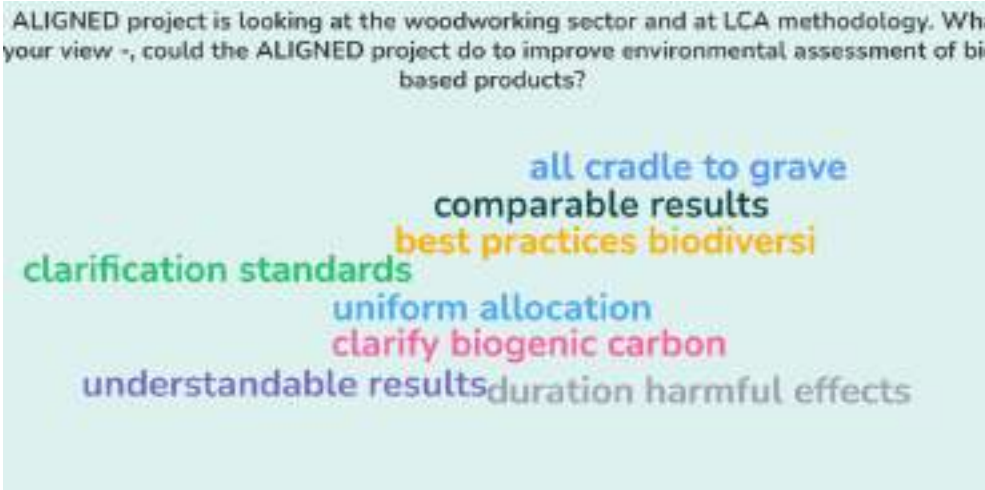 ALIGNED project is looking at the woodworking sector and at LCA methodology. Wh
your view -, could the ALIGNED project do to improve environmental assessment of bi
based products?
all cradle to grave
comparable results
best practices biodiversi
clarification standards
uniform allocation
clarify biogenic carbon
understandable results
duration harmful effects